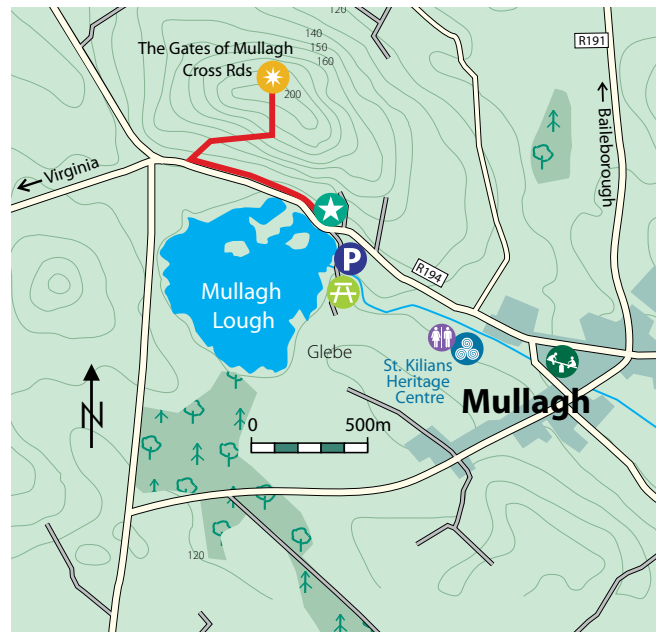 120
140
150
160
The Gates of Mullagh
Cross Rds
200
R191
Baileborough
Virginia
Mullagh
Lough
P
R194
Glebe
St. Kilians
Heritage
Centre
Mullagh
N
0 500m
120